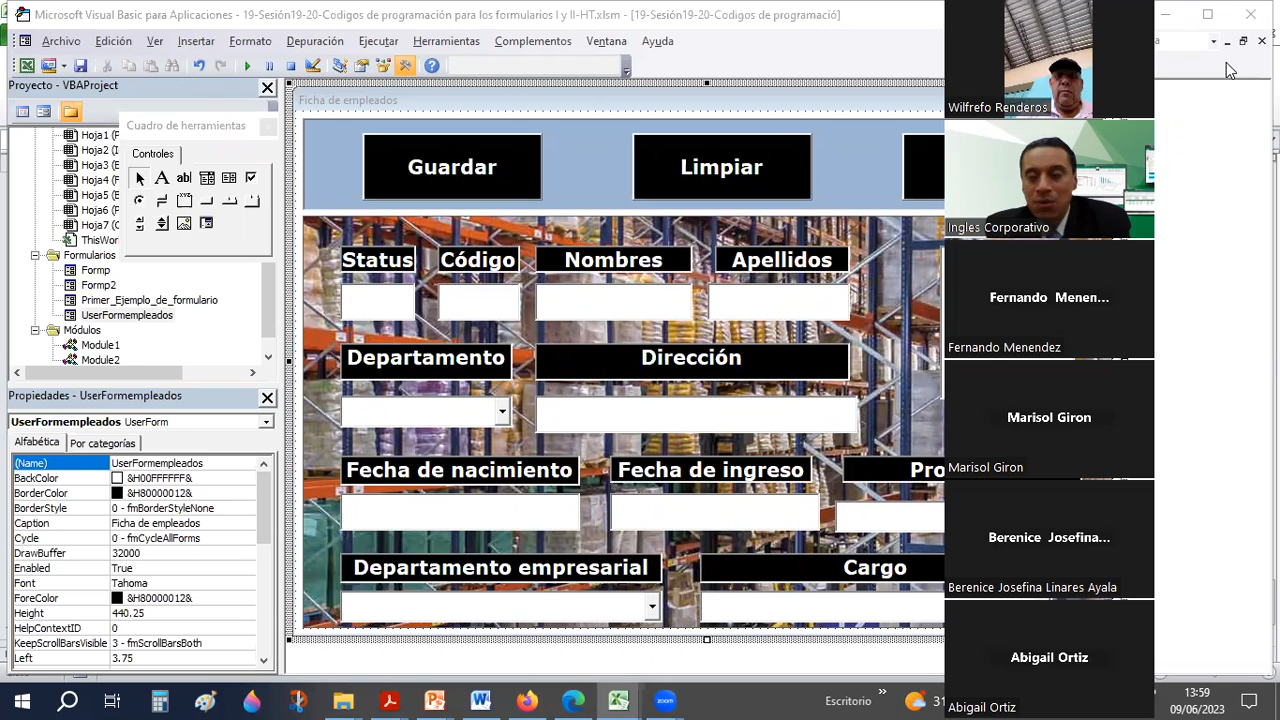 Microsoft Visual Basic para Aplicaciones - 19-Sesión19-20-Codigos de programación para los formularios I y II-HT.xlsm - [19-Sesión19-20-Codigos de programació]
Archivo Edición Ver Insertar Formato Depuración Ejecutar Herramientas Complementos Ventana Ayuda
Proyecto - VBAProject
Cuadro de herramientas
Controles
Hoja1 (
Hoja2 (
Hoja3 (
Hoja4 (
Hoja5 (
Hoja6 (
Hoja7 (
ThisWor
Formularios
Formp
Formp2
Primer_Ejemplo_de_formulario
UserFormempleados
Módulos
Module1
Module2
Propiedades - UserFormempleados
UserFormempleados UserForm
Alfabética Por categorías
(Name) UserFormempleados
BackColor &H00FFFFFF&
BorderColor &H80000012&
BorderStyle 0 - fmBorderStyleNone
Caption Ficha de empleados
Cycle 0 - fmCycleAllForms
DrawBuffer 32000
Enabled True
Font Tahoma
ForeColor &H80000012&
Height 440.25
HelpContextID 0
KeepScrollBarsVisible 3 - fmScrollBarsBoth
Left 3.75
Ficha de empleados
Guardar Limpiar
Status Código Nombres Apellidos
Departamento Dirección
Fecha de nacimiento Fecha de ingreso Pro
Departamento empresarial Cargo
Wilfrefo Renderos
Ingles Corporativo
Fernando Menen...
Fernando Menendez
Marisol Giron
Marisol Giron
Berenice Josefina...
Berenice Josefina Linares Ayala
Abigail Ortiz
Abigail Ortiz
zoom
Escritorio
13:59
09/06/2023